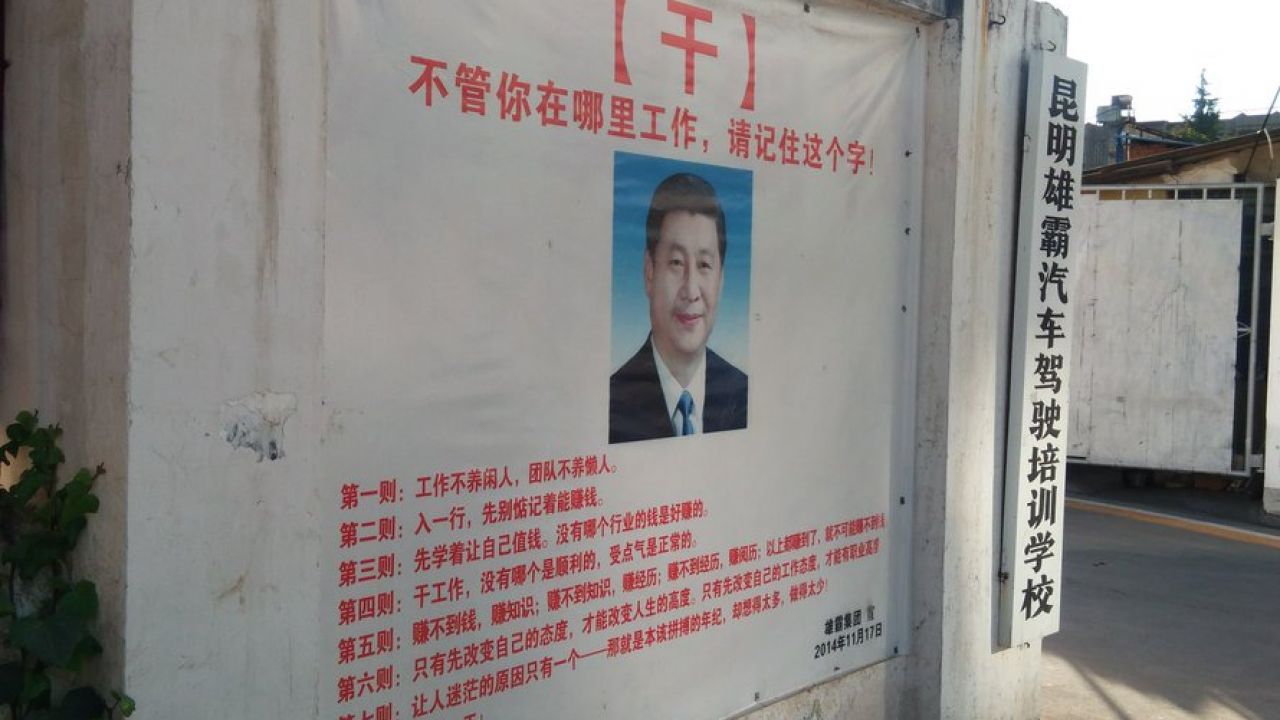 【干】
不管你在哪里工作，请记住这个字！
第一则：工作不养闲人，团队不养懒人。
第二则：入一行，先别惦记着能赚钱。
第三则：先学着让自己值钱。没有哪个行业的钱是好赚的。
第四则：干工作，没有哪个是顺利的，受点气是正常的。
第五则：赚不到钱，赚知识；赚不到知识，赚经历；赚不到经历，赚阅历；以上都赚到了，就不可能赚不到钱
第六则：只有先改变自己的态度，才能改变人生的高度。只有先改变自己的工作态度，才能有职业高度
第七则：让人迷茫的原因只有一个——那就是本该拼搏的年纪，却想得太多，做得太少！
雄霸集团
2014年11月17日
昆明雄霸汽车驾驶培训学校